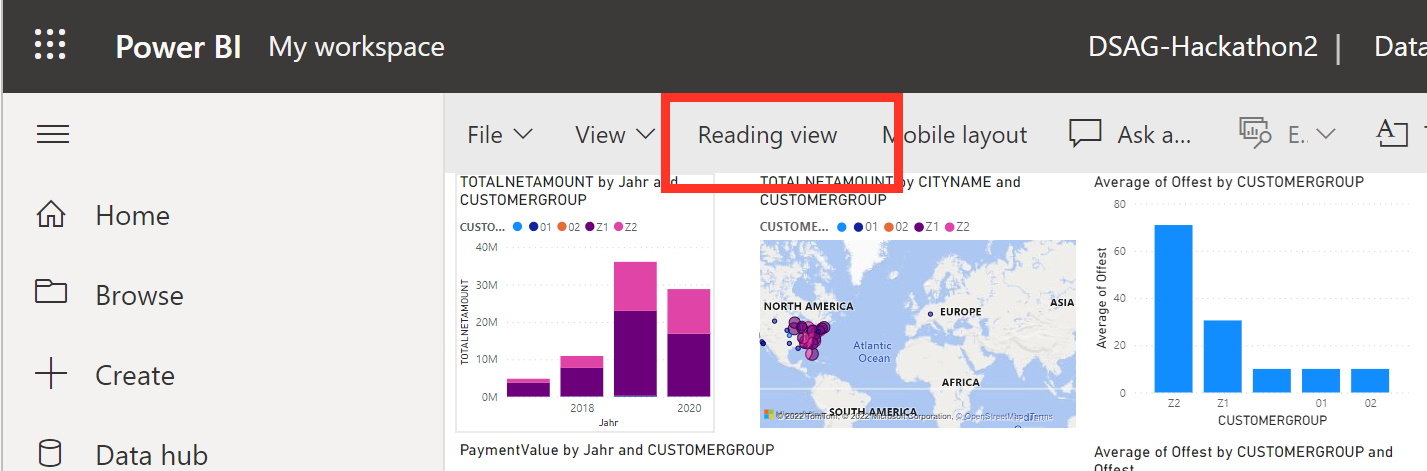 Power BI My workspace DSAG-Hackathon2 | Data
File View Reading view Mobile layout Ask a... E..
Home
Browse
Create
Data hub
TOTALNETAMOUNT by Jahr and
CUSTOMERGROUP
CUSTO... 01 02 Z1 Z2
40M
30M
20M
10M
0M
TOTALNETAMOUNT
2018 2020
Jahr
TOTALNETAMOUNT by CITYNAME and
CUSTOMERGROUP
CUSTOME... 01 02 Z1 Z2
NORTH AMERICA
EUROPE
ASIA
Atlantic
Ocean
AFRICA
SOUTH AMERICA
© 2022 TomTom, © 2022 Microsoft Corporation, © OpenStreetMap Terms
Average of Offest by CUSTOMERGROUP
80
60
40
20
0
Average of Offest
Z2 Z1 01 02
CUSTOMERGROUP
PaymentValue by Jahr and CUSTOMERGROUP
Average of Offest by CUSTOMERGROUP and
Offest